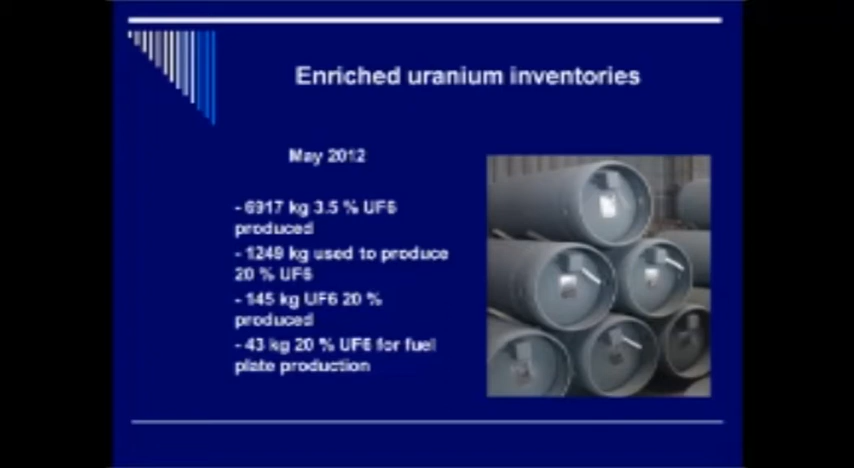 Enriched uranium inventories
May 2012
- 6917 kg 3.5 % UF6
produced
- 1249 kg used to produce
20 % UF6
- 145 kg UF6 20 %
produced
- 43 kg 20 % UF6 for fuel
plate production